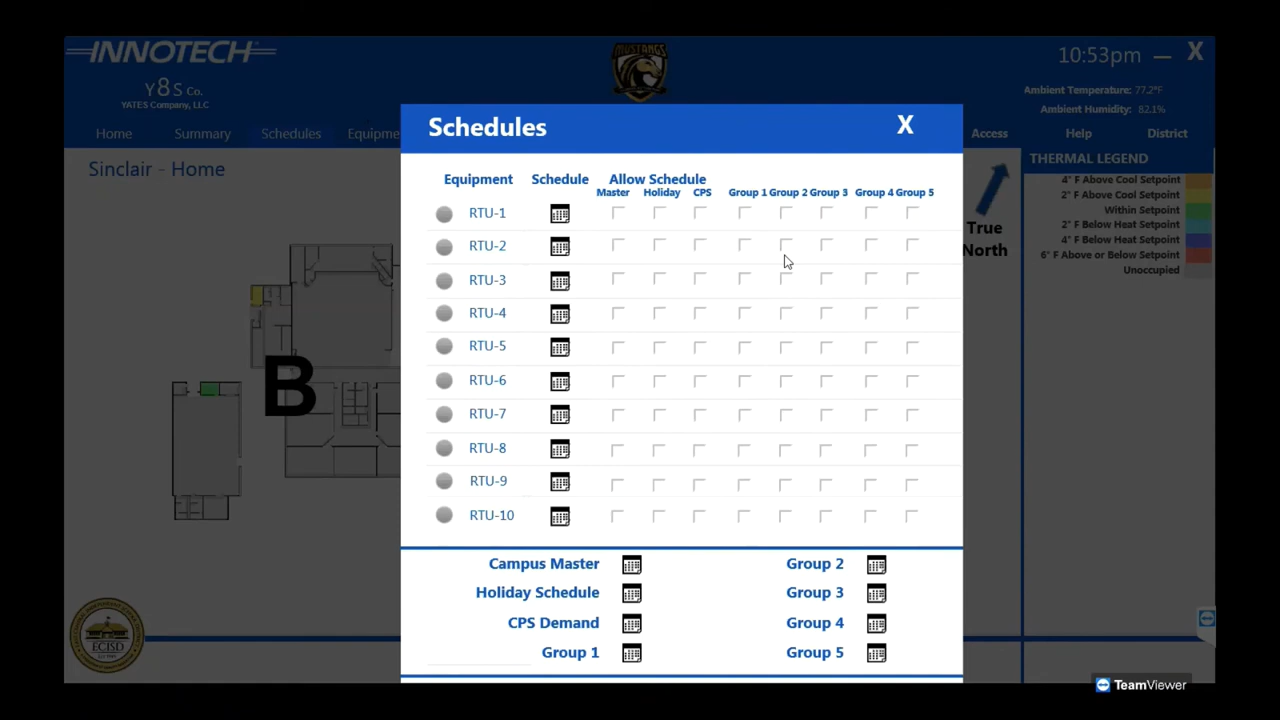 INNOTECH
MUSTANGS
10:53pm
X
Y8S Co.
YATES Company, LLC
Ambient Temperature: 77.2°F
Ambient Humidity: 82.1%
Home Summary Schedules Equipme
Access Help District
Schedules X
Sinclair - Home
THERMAL LEGEND
4° F Above Cool Setpoint
2° F Above Cool Setpoint
Within Setpoint
2° F Below Heat Setpoint
4° F Below Heat Setpoint
6° F Above or Below Setpoint
Unoccupied
True
North
B
Equipment Schedule Allow Schedule
Master Holiday CPS Group 1 Group 2 Group 3 Group 4 Group 5
RTU-1
RTU-2
RTU-3
RTU-4
RTU-5
RTU-6
RTU-7
RTU-8
RTU-9
RTU-10
Campus Master Group 2
Holiday Schedule Group 3
CPS Demand Group 4
Group 1 Group 5
ECISD
TeamViewer